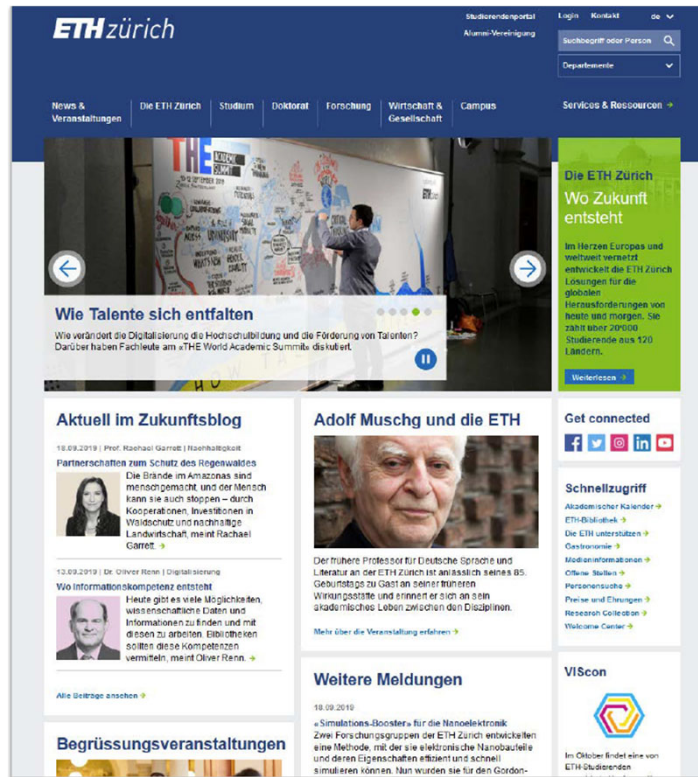 ETH zürich
Studierendenportal
Alumni-Vereinigung
Login Kontakt de
Suchbegriff oder Person
Departemente
News &
Veranstaltungen
Die ETH Zürich
Studium
Doktorat
Forschung
Wirtschaft &
Gesellschaft
Campus
Services & Ressourcen →
THE
ACADEMIC
SUMMIT
ETH zürich
HOW T
Wie Talente sich entfalten
Wie verändert die Digitalisierung die Hochschulbildung und die Förderung von Talenten?
Darüber haben Fachleute am «THE World Academic Summit» diskutiert.
Die ETH Zürich
Wo Zukunft
entsteht
Im Herzen Europas und
weltweit vernetzt
entwickelt die ETH Zürich
Lösungen für die
globalen
Herausforderungen von
heute und morgen. Sie
zählt über 20'000
Studierende aus 120
Ländern.
Weiterlesen →
Aktuell im Zukunftsblog
18.09.2019 | Prof. Rachael Garrett | Nachhaltigkeit
Partnerschaften zum Schutz des Regenwaldes
Die Brände im Amazonas sind
menschgemacht, und der Mensch
kann sie auch stoppen – durch
Kooperationen, Investitionen in
Waldschutz und nachhaltige
Landwirtschaft, meint Rachael
Garrett. →
13.09.2019 | Dr. Oliver Renn | Digitalisierung
Wo Informationskompetenz entsteht
Heute gibt es viele Möglichkeiten,
wissenschaftliche Daten und
Informationen zu finden und mit
diesen zu arbeiten. Bibliotheken
sollten diese Kompetenzen
vermitteln, meint Oliver Renn. →
Alle Beiträge ansehen →
Begrüssungsveranstaltungen
Adolf Muschg und die ETH
Der frühere Professor für Deutsche Sprache und
Literatur an der ETH Zürich ist anlässlich seines 85.
Geburtstags zu Gast an seiner früheren
Wirkungsstätte und erinnert er sich an sein
akademisches Leben zwischen den Disziplinen.
Mehr über die Veranstaltung erfahren →
Weitere Meldungen
18.09.2019
«Simulations-Booster» für die Nanoelektronik
Zwei Forschungsgruppen der ETH Zürich entwickelten
eine Methode, mit der sie elektronische Nanobauteile
und deren Eigenschaften effizient und schnell
simulieren können. Nun wurden sie für den Gordon-
Get connected
Schnellzugriff
Akademischer Kalender →
ETH-Bibliothek →
Die ETH unterstützen →
Gastronomie →
Medieninformationen →
Offene Stellen →
Personensuche →
Preise und Ehrungen →
Research Collection →
Welcome Center →
VIScon
Im Oktober findet eine von
ETH-Studierenden